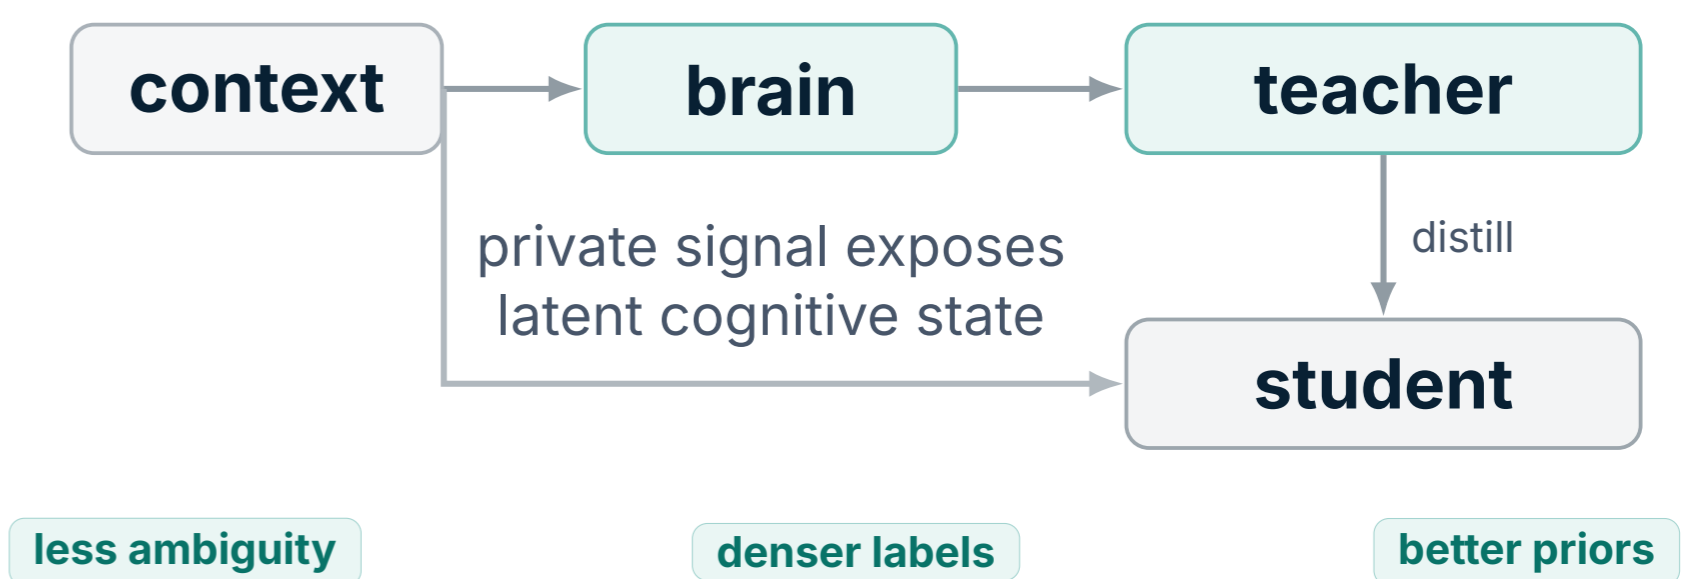 context
brain
teacher
private signal exposes
latent cognitive state
distill
student
less ambiguity
denser labels
better priors